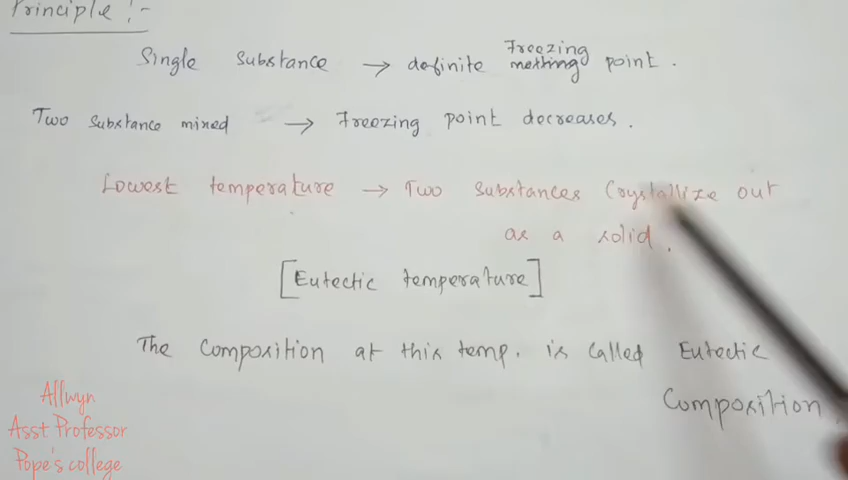 Principle :-
Single substance → definite Freezing melting point.
Two substance mixed → Freezing point decreases.
Lowest temperature → Two substances Crystallize out
as a solid.
[Eutectic temperature]
The Composition at this temp. is called Eutectic
Composition.
Allwyn
Asst Professor
Pope's college